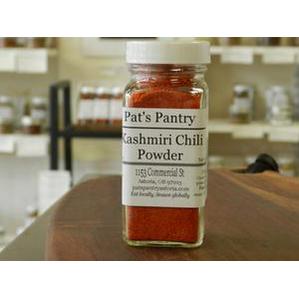 Pat's Pantry
Kashmiri Chili
Powder
1153 Commercial St
Astoria, OR 97103
patspantryastoria.com
Eat locally, Season globally